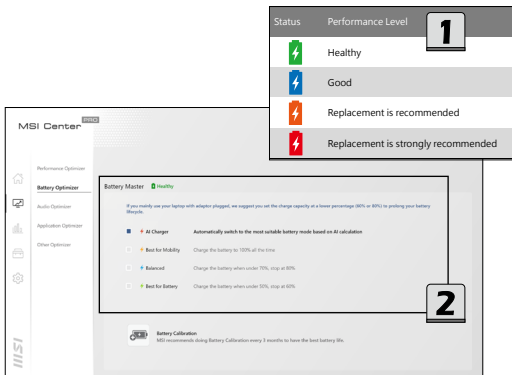 Status Performance Level
1
Healthy
Good
Replacement is recommended
Replacement is strongly recommended
MSI Center PRO
Performance Optimizer
Battery Optimizer
Audio Optimizer
Application Optimizer
Other Optimizer
Battery Master Healthy
If you mainly use your laptop with adaptor plugged, we suggest you set the charge capacity at a lower percentage (60% or 80%) to prolong your battery
lifecycle.
AI Charger Automatically switch to the most suitable battery mode based on AI calculation
Best for Mobility Charge the battery to 100% all the time
Balanced Charge the battery when under 70%, stop at 80%
Best for Battery Charge the battery when under 50%, stop at 60%
2
Battery Calibration
MSI recommends doing Battery Calibration every 3 months to have the best battery life.
msi